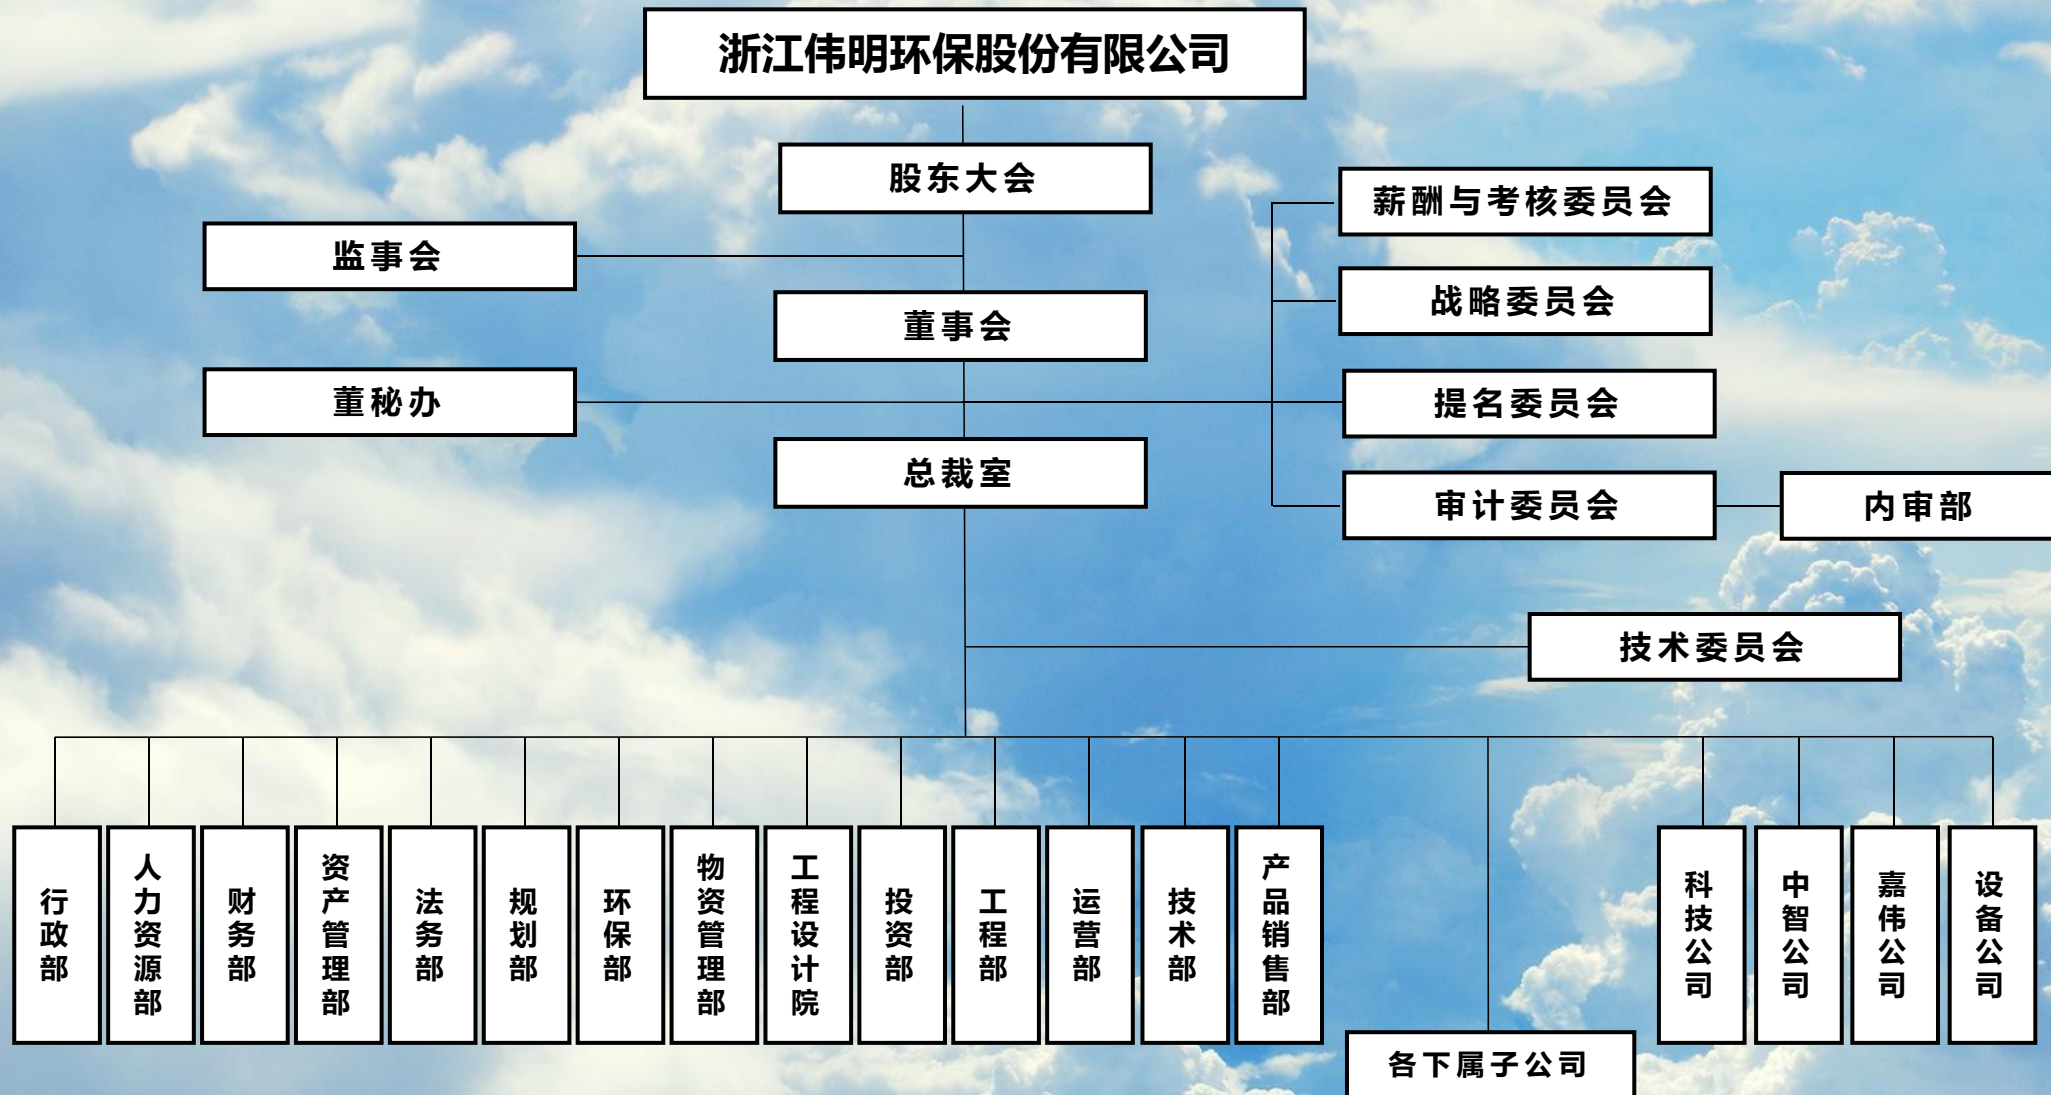 浙江伟明环保股份有限公司
股东大会
薪酬与考核委员会
监事会
战略委员会
董事会
董秘办
提名委员会
总裁室
审计委员会
内审部
技术委员会
行政部
人力资源部
财务部
资产管理部
法务部
规划部
环保部
物资管理部
工程设计院
投资部
工程部
运营部
技术部
产品销售部
各下属子公司
科技公司
中智公司
嘉伟公司
设备公司